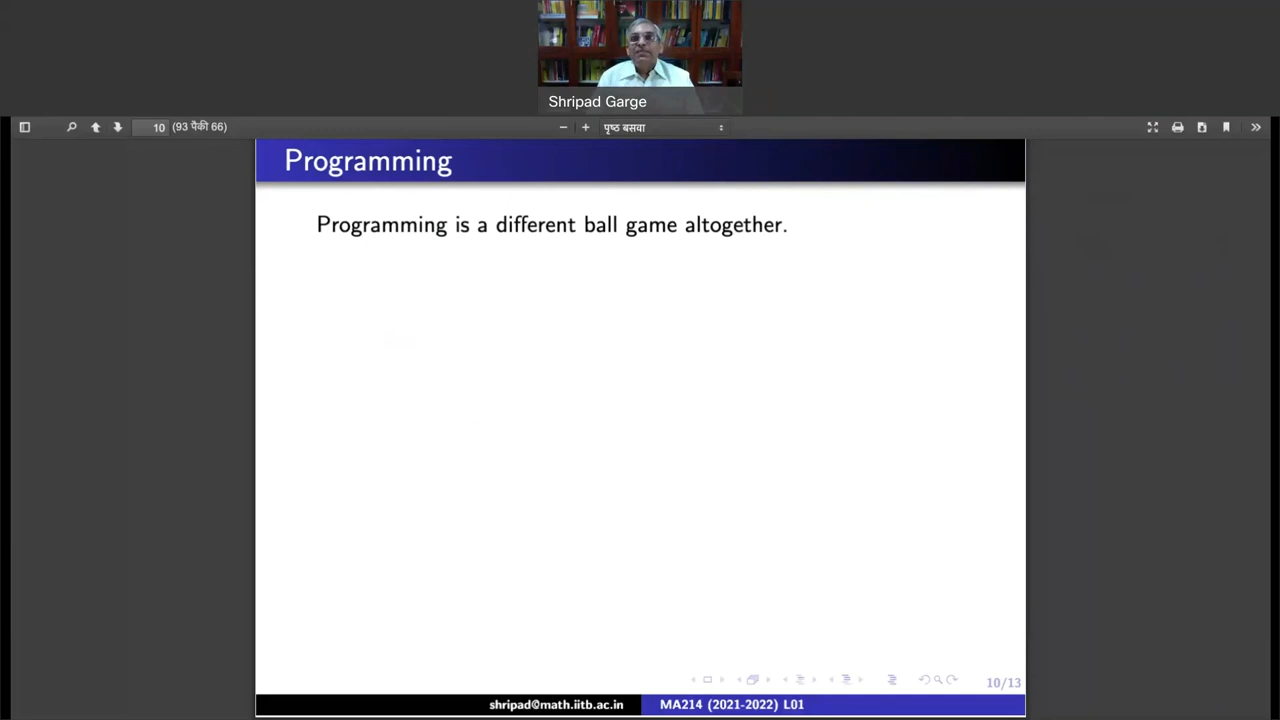 Shripad Garge
10 (93 पैकी 66)
पृष्ठ बसवा
Programming
Programming is a different ball game altogether.
10/13
shripad@math.iitb.ac.in MA214 (2021-2022) L01